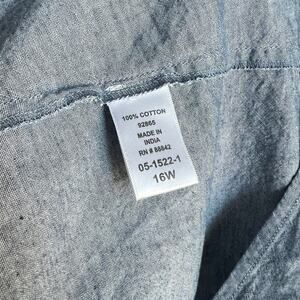 100% COTTON
92865
MADE IN
INDIA
RN # 88842
05-1522-1
16W